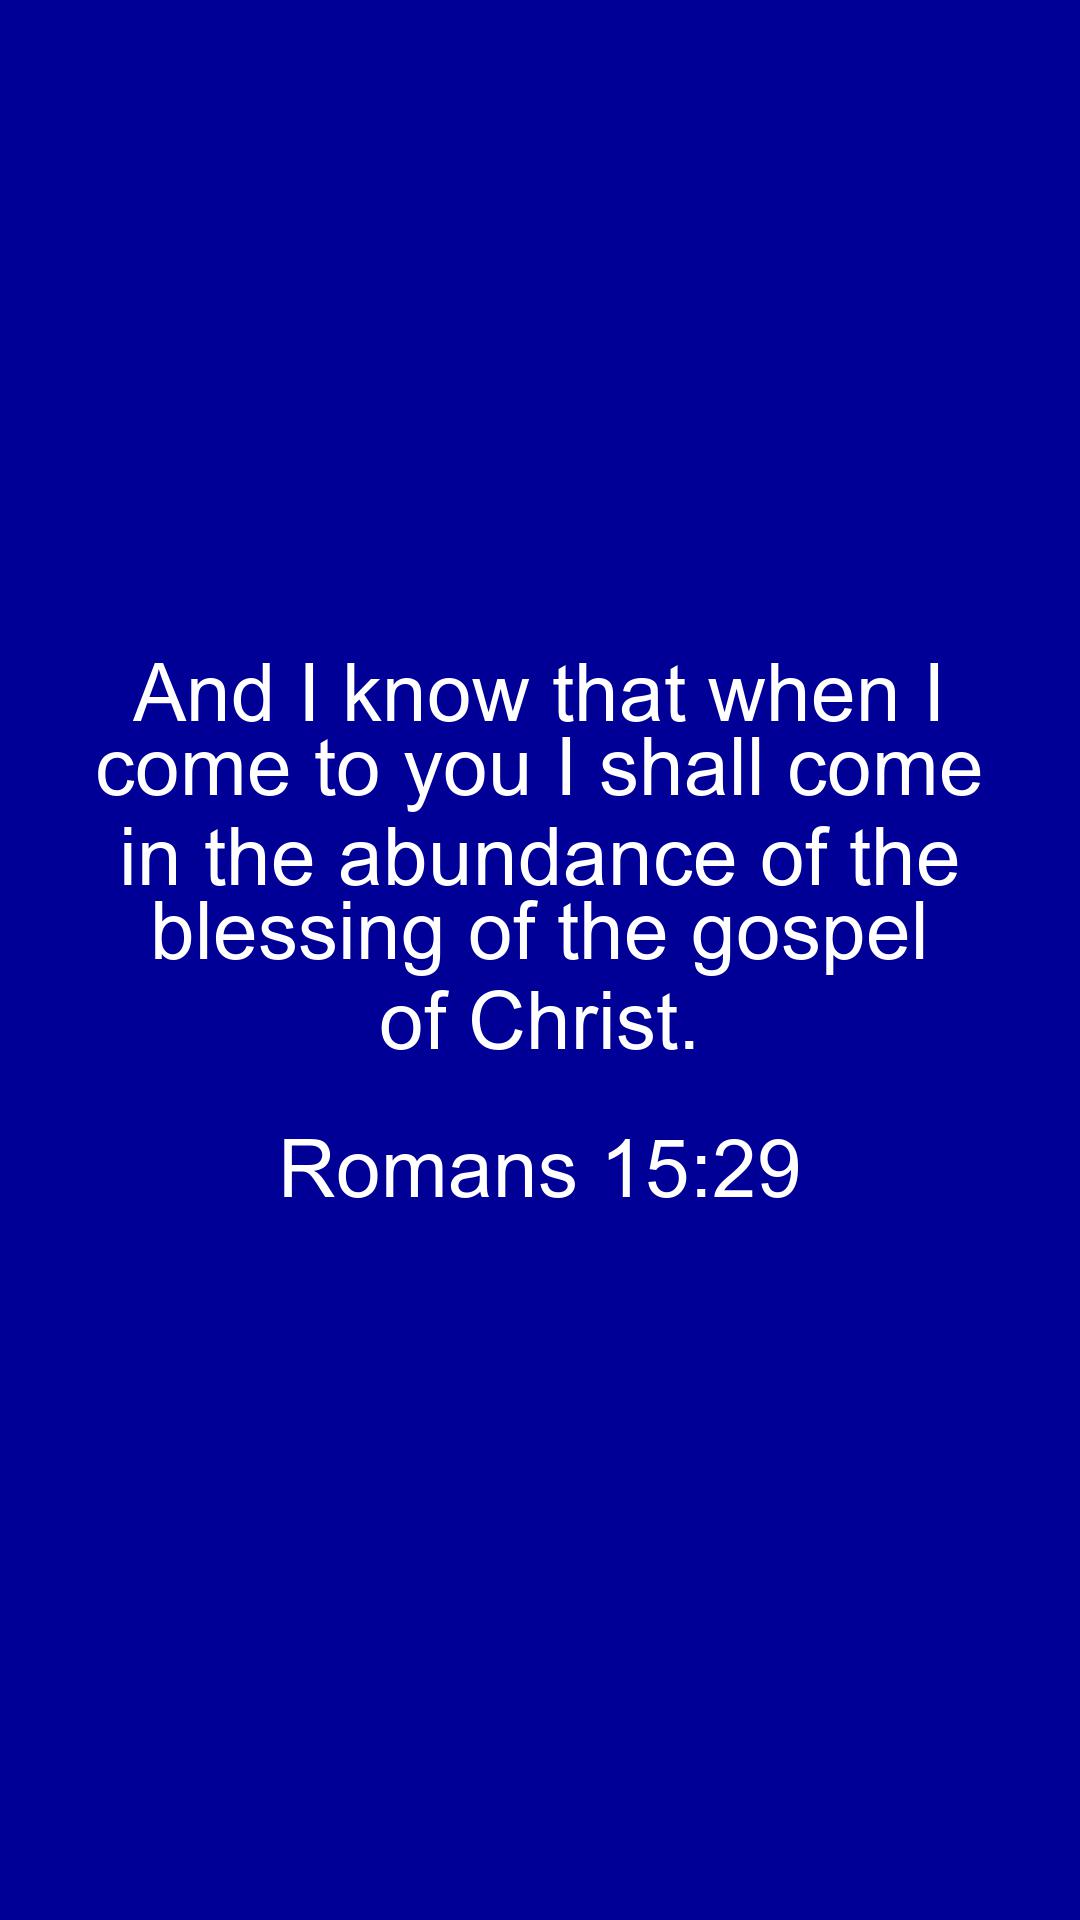 And I know that when I
come to you I shall come
in the abundance of the
blessing of the gospel
of Christ.
Romans 15:29